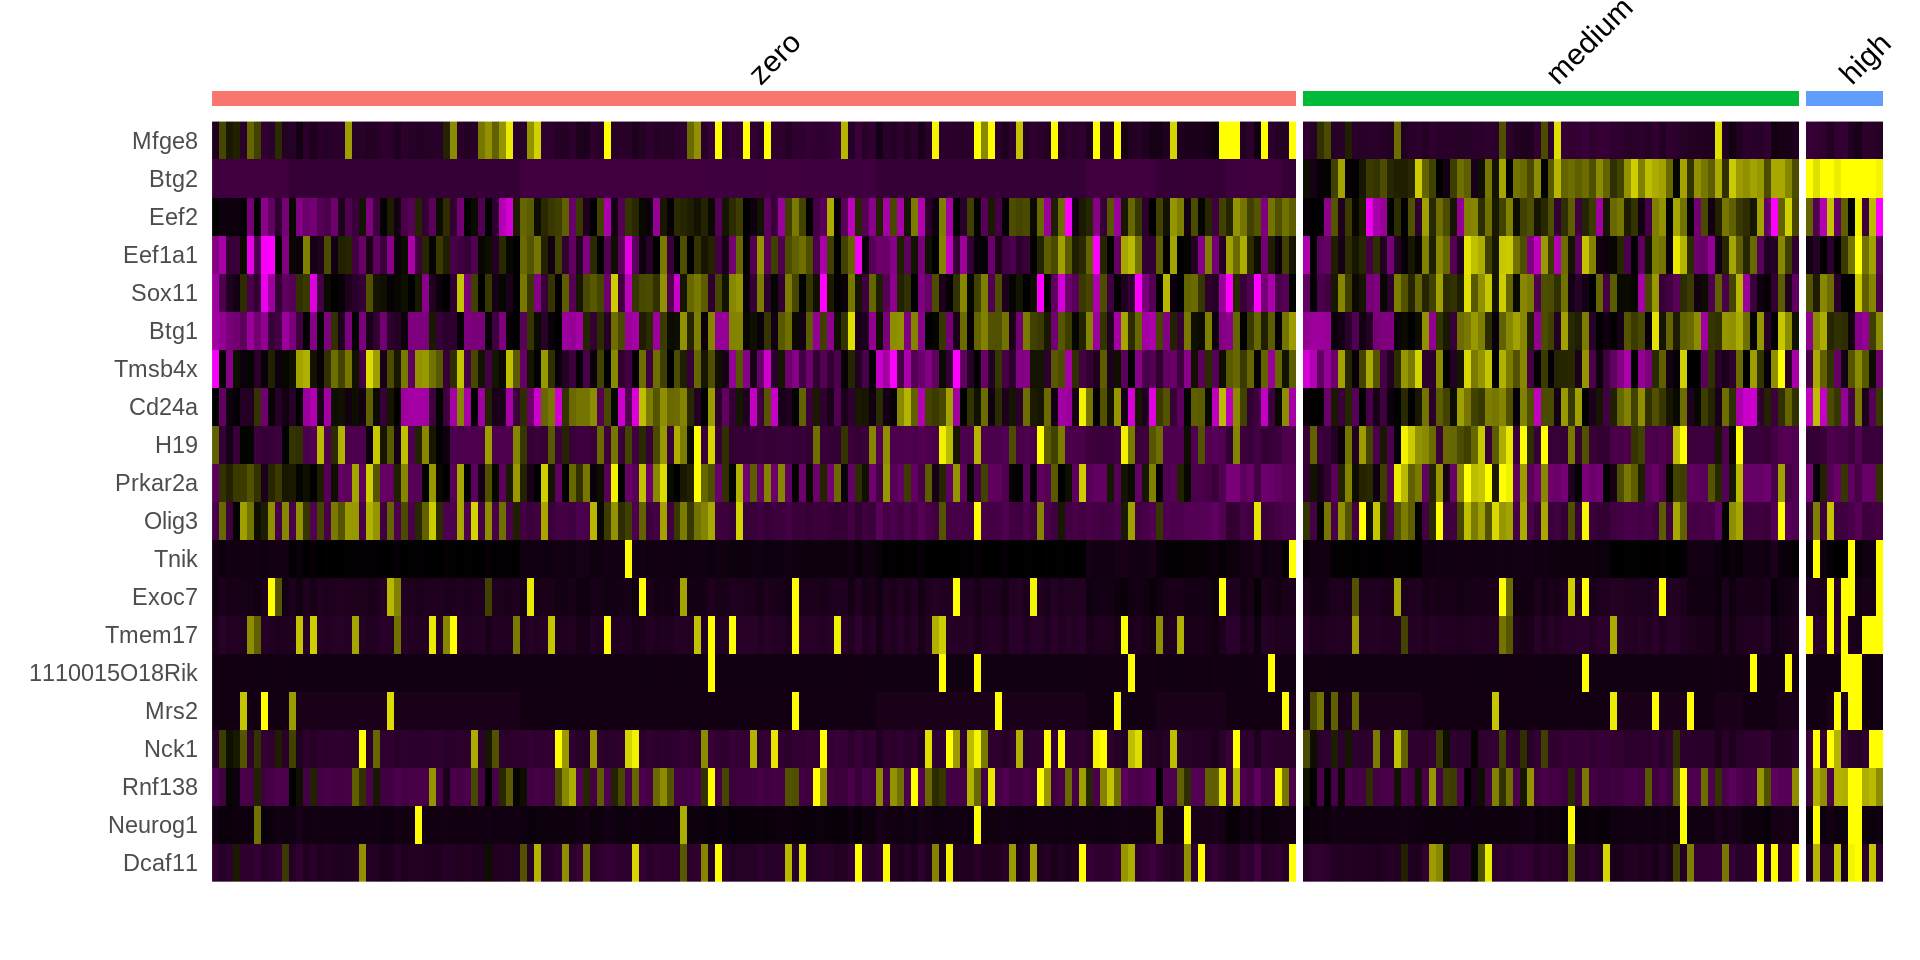 zero
medium
high
Mfge8
Btg2
Eef2
Eef1a1
Sox11
Btg1
Tmsb4x
Cd24a
H19
Prkar2a
Olig3
Tnik
Exoc7
Tmem17
1110015O18Rik
Mrs2
Nck1
Rnf138
Neurog1
Dcaf11